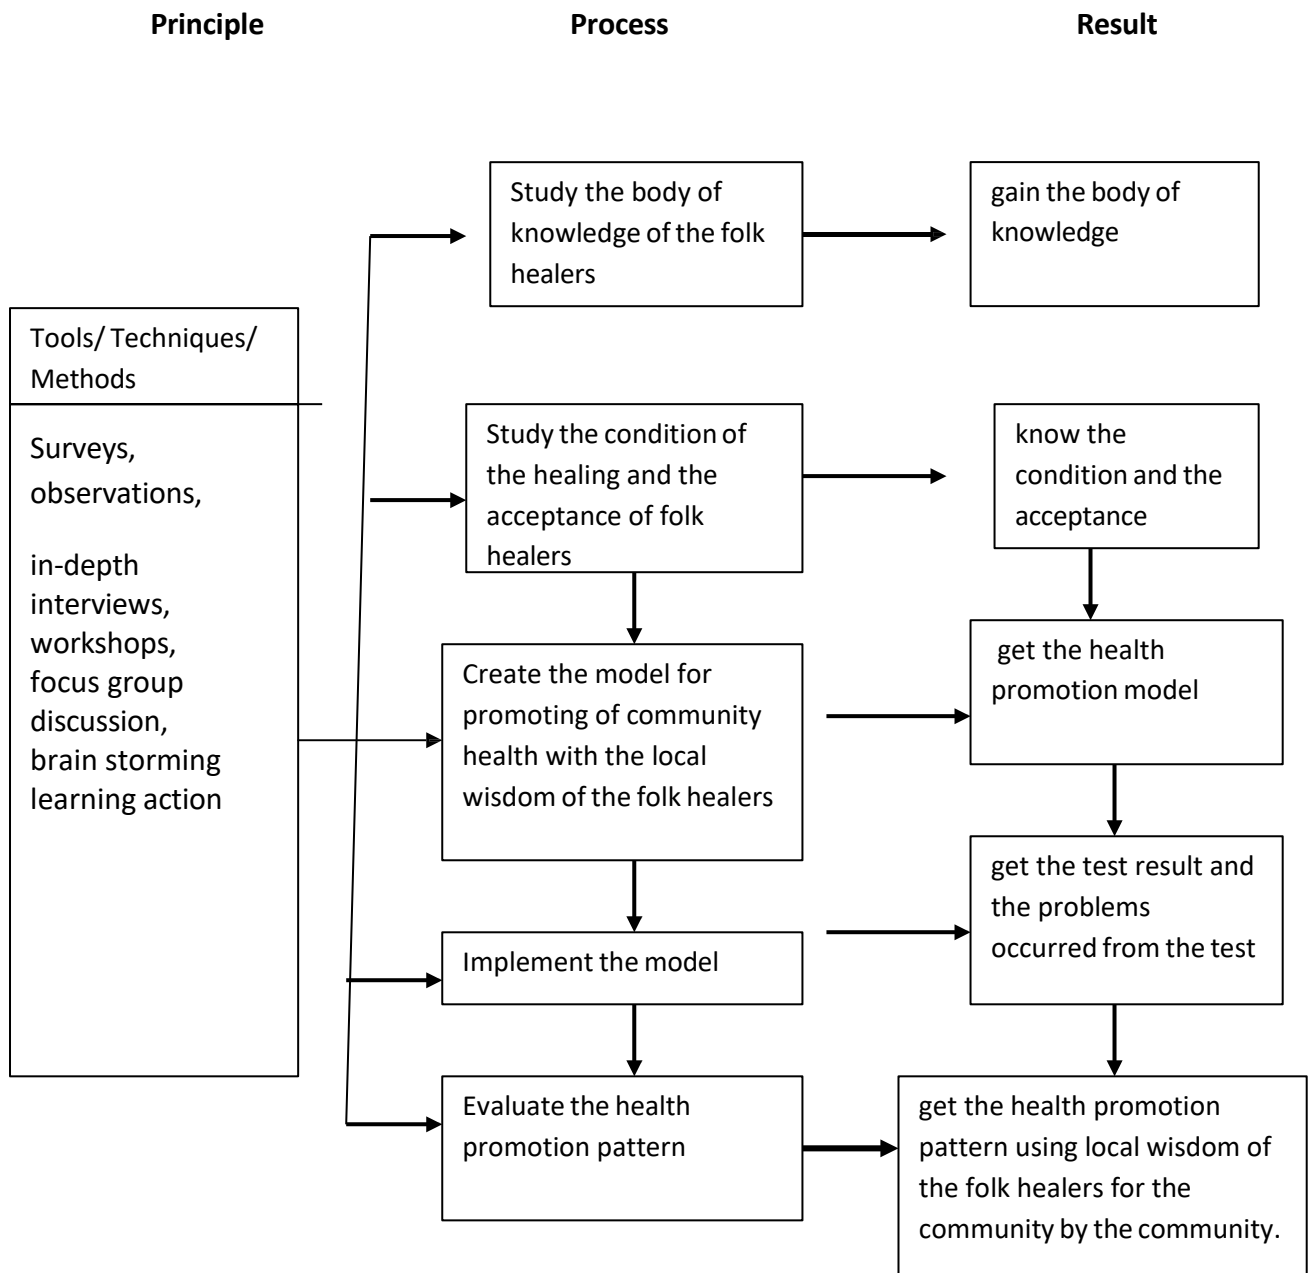 Principle
Process
Result
Tools/ Techniques/
Methods
Surveys,
observations,
in-depth
interviews,
workshops,
focus group
discussion,
brain storming
learning action
Study the body of
knowledge of the folk
healers
gain the body of
knowledge
Study the condition of
the healing and the
acceptance of folk
healers
know the
condition and the
acceptance
Create the model for
promoting of community
health with the local
wisdom of the folk healers
get the health
promotion model
Implement the model
get the test result and
the problems
occurred from the test
Evaluate the health
promotion pattern
get the health promotion
pattern using local wisdom of
the folk healers for the
community by the community.